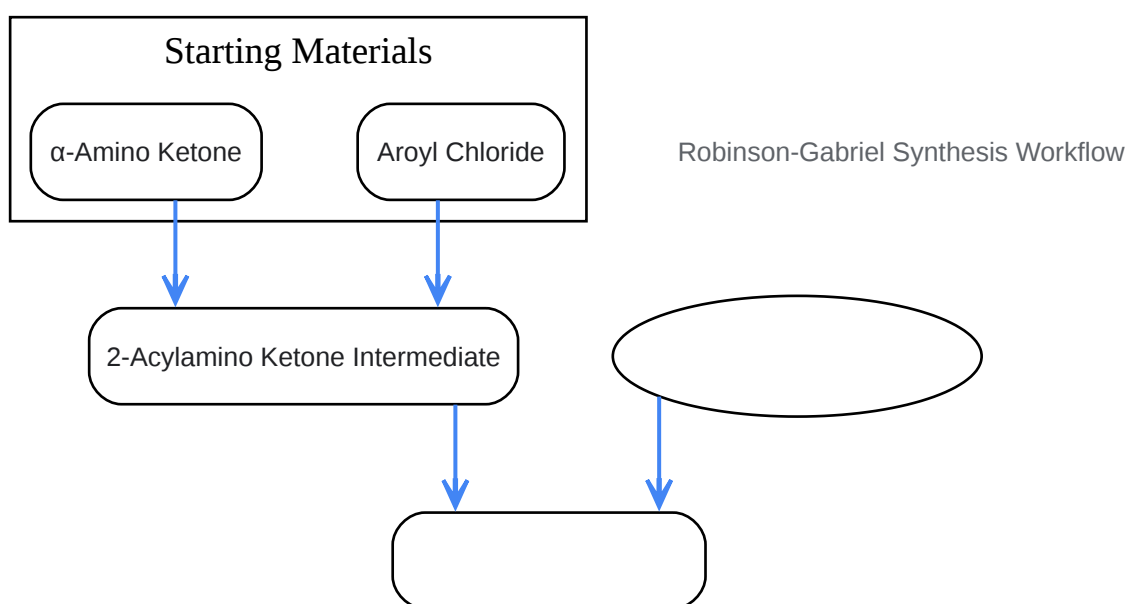 Starting Materials
α-Amino Ketone
Aroyl Chloride
Robinson-Gabriel Synthesis Workflow
2-Acylamino Ketone Intermediate